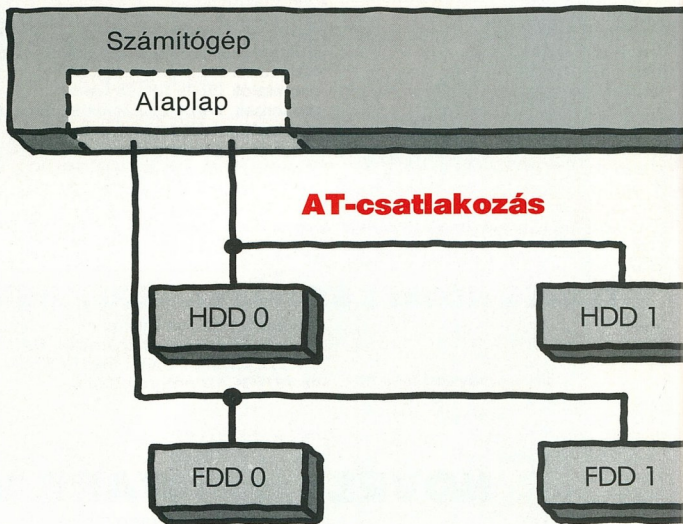 Számítógép
Alaplap
AT-csatlakozás
HDD 0
HDD 1
FDD 0
FDD 1